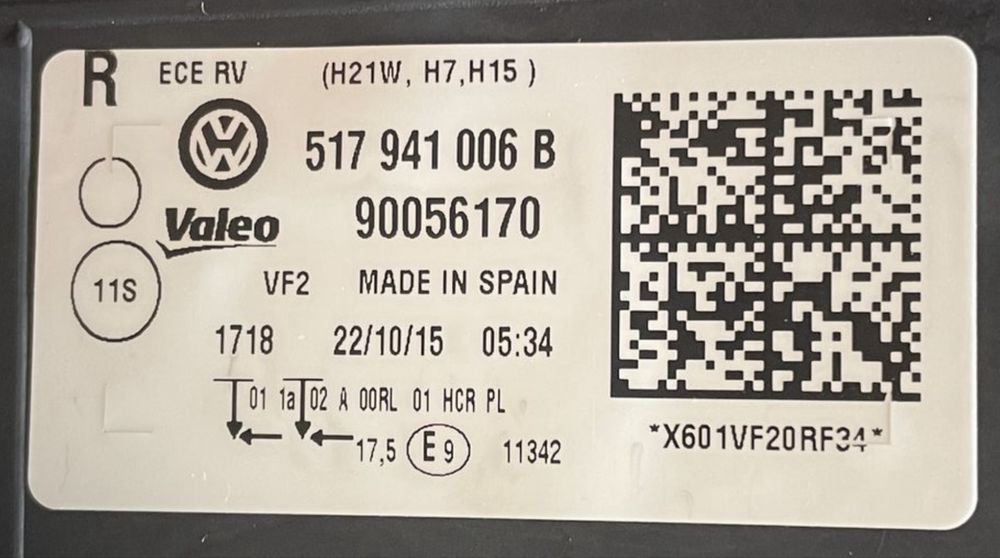 R ECE RV (H21W, H7,H15 )
517 941 006 B
Valeo 90056170
11S VF2 MADE IN SPAIN
1718 22/10/15 05:34
01 1a 02 A 00RL 01 HCR PL
17,5 E9 11342
*X601VF20RF34*